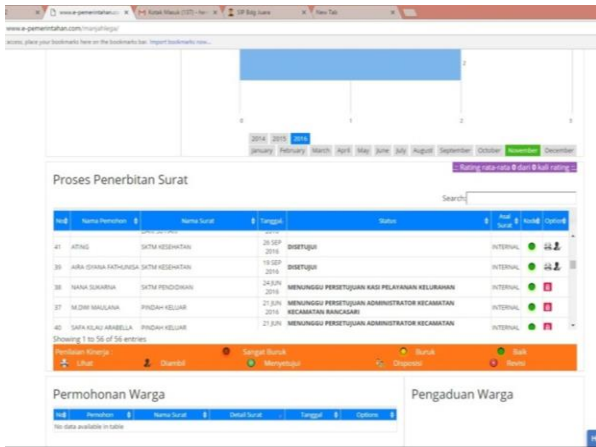 www.e-pemerintahan.co
Kotak Masuk (137)
OP Bdg Juara
New Tab
www.e-pemerintahan.com/marjahlega/
access, place your bookmarks here on the bookmarks bar. Import bookmarks now...
2
0 1 2 3
2014 2015 2016
January February March April May June July August September October November December
:: Rating rata-rata 0 dari 0 kali rating ::
Proses Penerbitan Surat
Search:
No Nama Pemohon Nama Surat Tanggal Status Asal Surat Kode Option
2016
41 ATING SKTM KESEHATAN 26 SEP 2016 DISETUJUI INTERNAL
39 AIRA ISYANA FATHUNISA SKTM KESEHATAN 19 SEP 2016 DISETUJUI INTERNAL
38 NANA SUKARNA SKTM PENDIDIKAN 24 JUN 2016 MENUNGGU PERSETUJUAN KASI PELAYANAN KELURAHAN INTERNAL
37 M.DWI MAULANA PINDAH KELUAR 21 JUN 2016 MENUNGGU PERSETUJUAN ADMINISTRATOR KECAMATAN KECAMATAN RANCASARI INTERNAL
40 SAFA KILAU ARABELLA PINDAH KELUAR 21 JUN MENUNGGU PERSETUJUAN ADMINISTRATOR KECAMATAN INTERNAL
Showing 1 to 56 of 56 entries
Penilaian Kinerja : Sangat Buruk Buruk Baik
Lihat Diambil Menyetujui Disposisi Revisi
Permohonan Warga
Pengaduan Warga
No Pemohon Nama Surat Detail Surat Tanggal Options
No data available in table